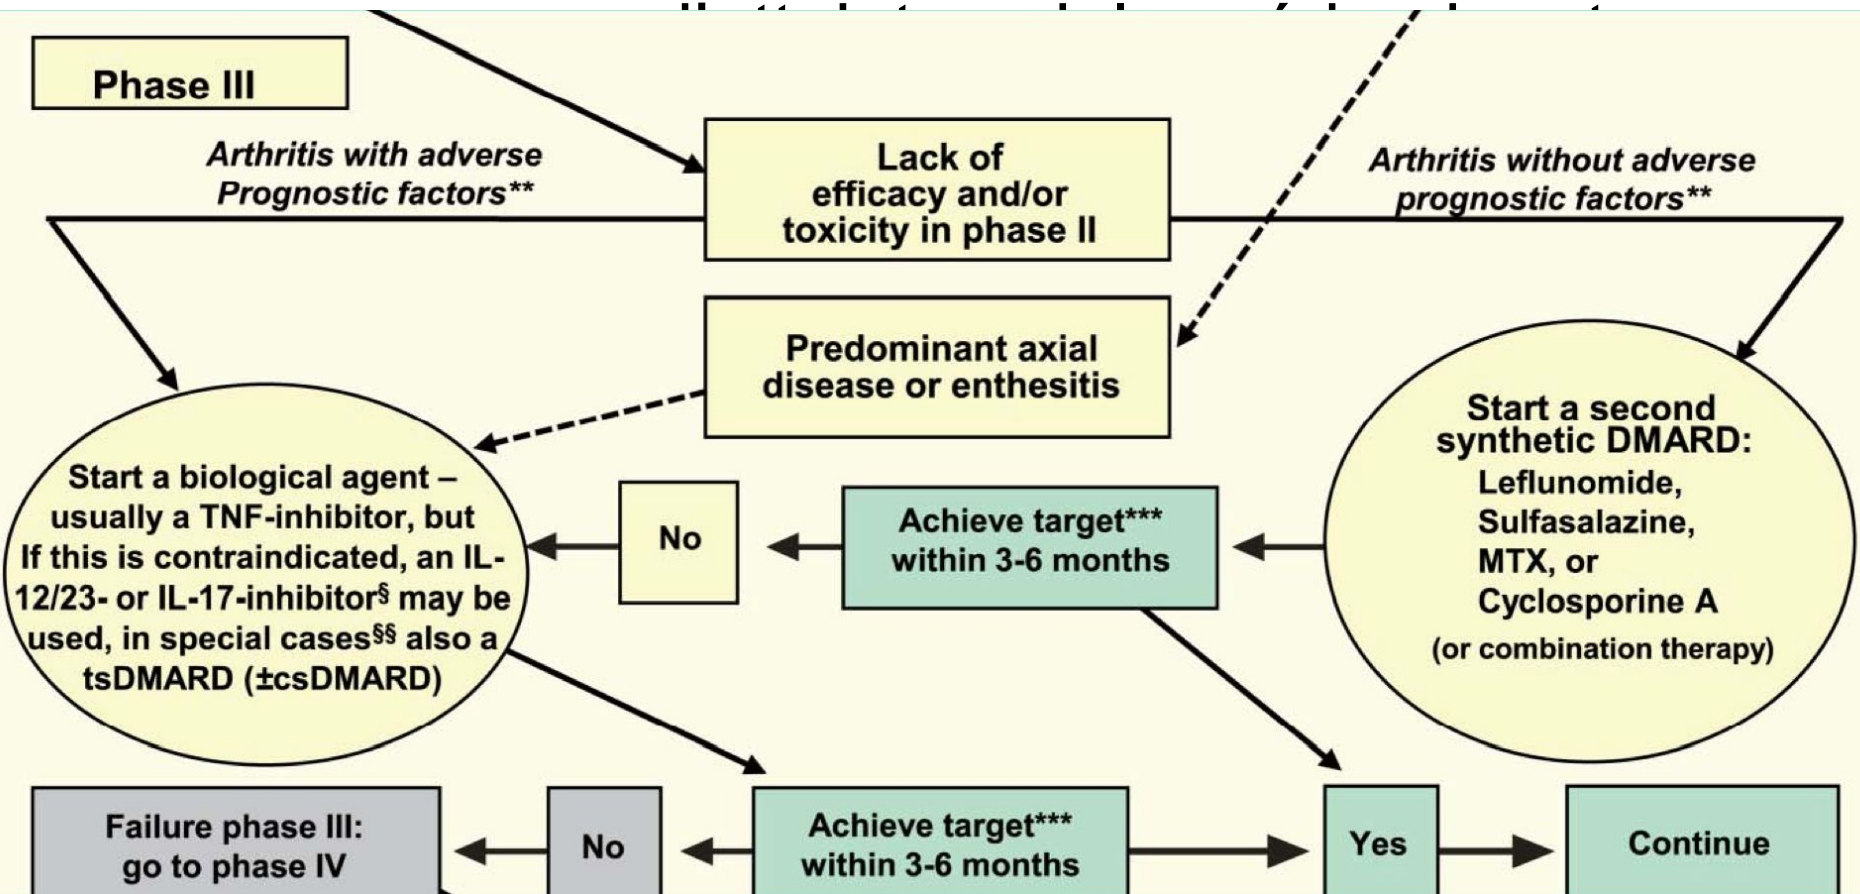 Phase III
Arthritis with adverse
Prognostic factors**
Lack of
efficacy and/or
toxicity in phase II
Arthritis without adverse
prognostic factors**
Predominant axial
disease or enthesitis
Start a biological agent –
usually a TNF-inhibitor, but
If this is contraindicated, an IL-
12/23- or IL-17-inhibitor§ may be
used, in special cases§§ also a
tsDMARD (±csDMARD)
No
Achieve target***
within 3-6 months
Start a second
synthetic DMARD:
Leflunomide,
Sulfasalazine,
MTX, or
Cyclosporine A
(or combination therapy)
Failure phase III:
go to phase IV
No
Achieve target***
within 3-6 months
Yes
Continue